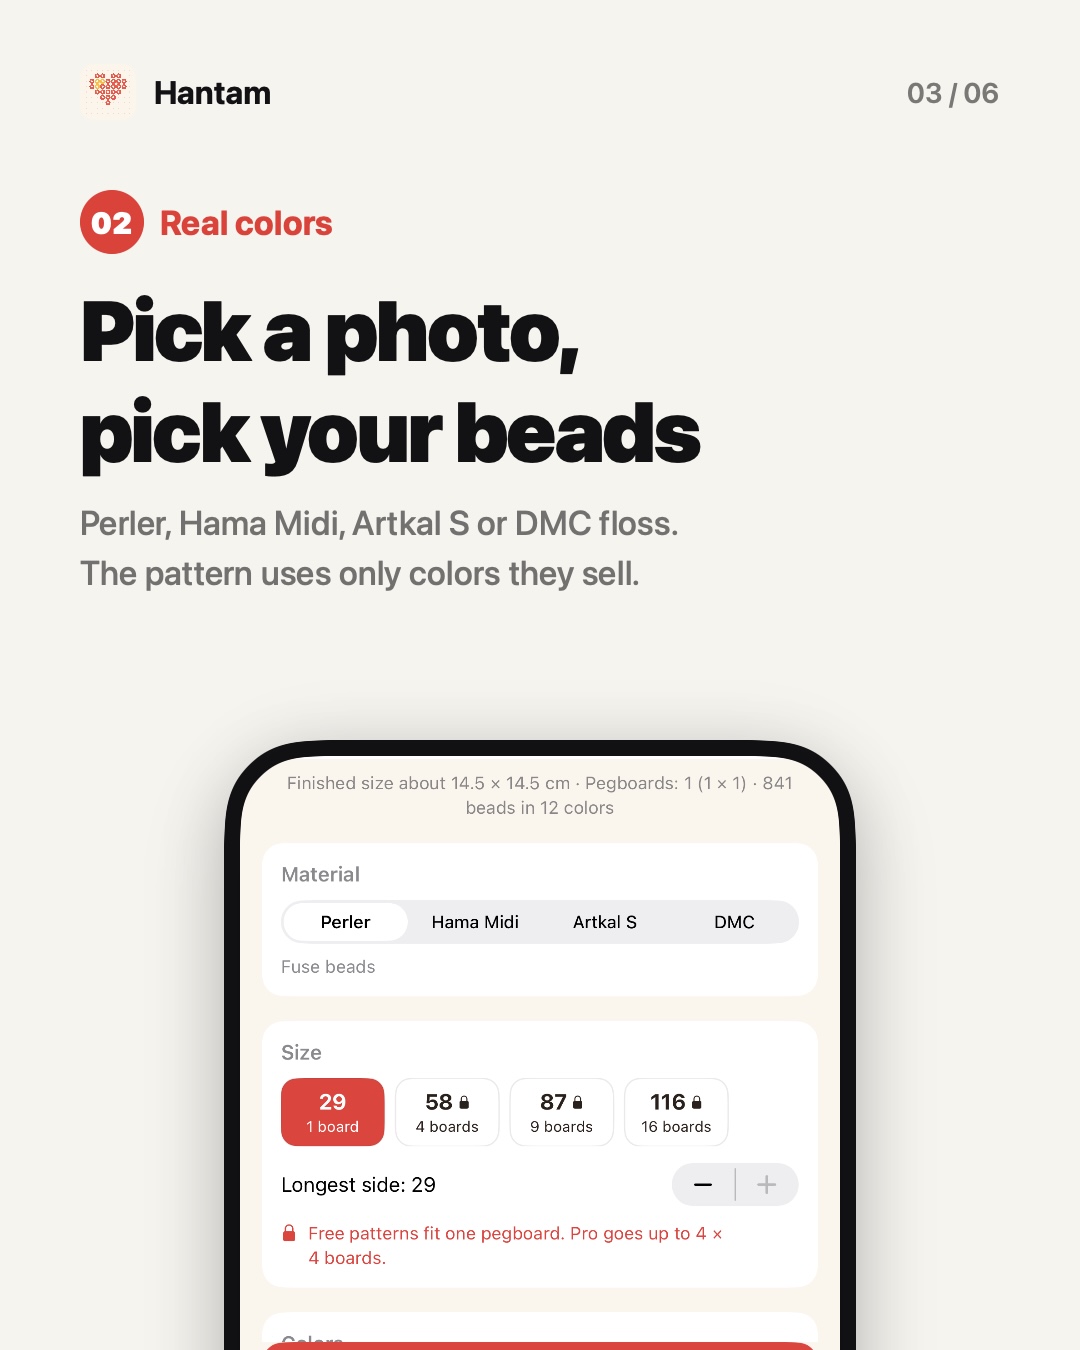 Hantam
03 / 06
02 Real colors
Pick a photo,
pick your beads
Perler, Hama Midi, Artkal S or DMC floss.
The pattern uses only colors they sell.
Finished size about 14.5 × 14.5 cm · Pegboards: 1 (1 × 1) · 841
beads in 12 colors
Material
Perler Hama Midi Artkal S DMC
Fuse beads
Size
29 58 87 116
1 board 4 boards 9 boards 16 boards
Longest side: 29
Free patterns fit one pegboard. Pro goes up to 4 ×
4 boards.
Colors